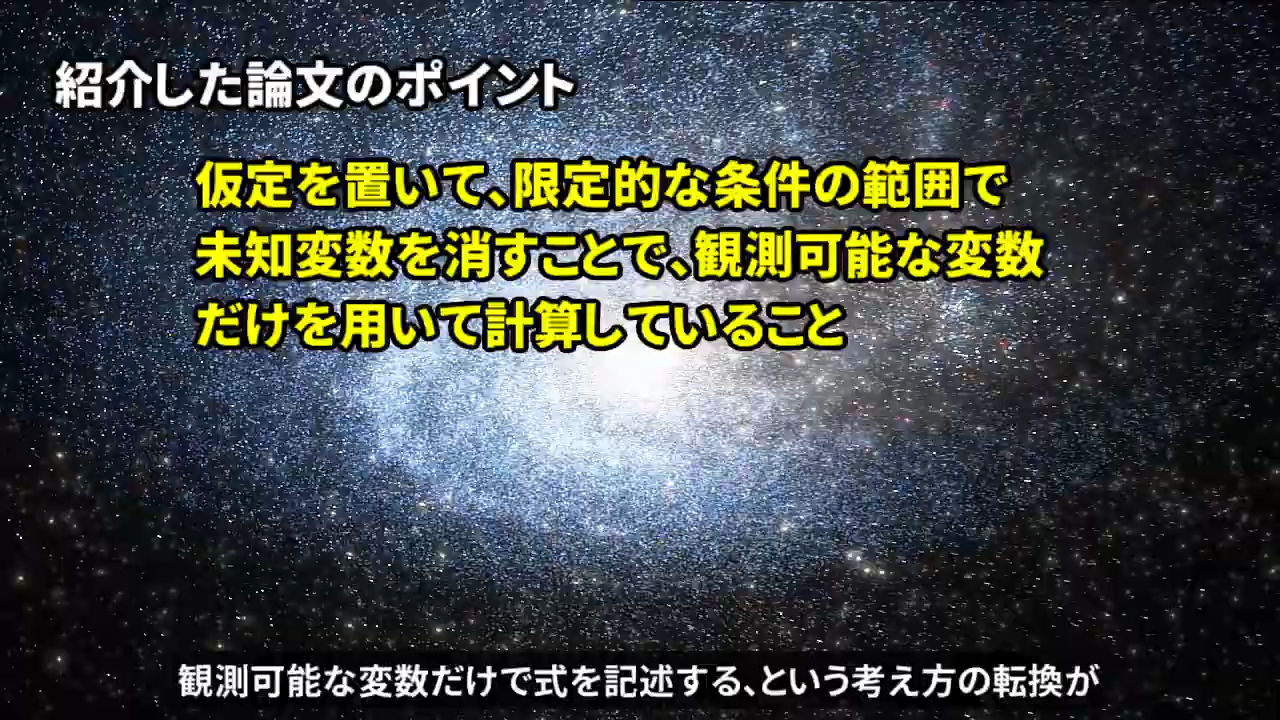 紹介した論文のポイント
仮定を置いて、限定的な条件の範囲で
未知変数を消すことで、観測可能な変数
だけを用いて計算していること
観測可能な変数だけで式を記述する、という考え方の転換が